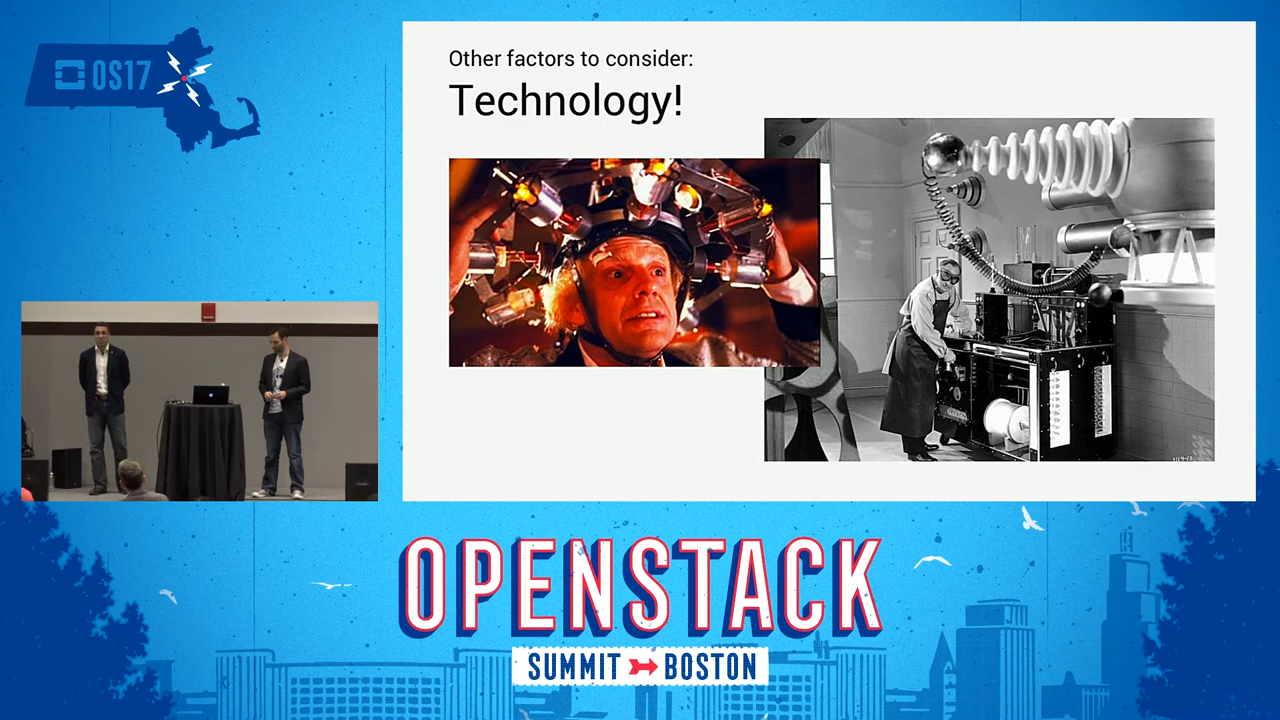 OS17
Other factors to consider:
Technology!
OPENSTACK
SUMMIT BOSTON